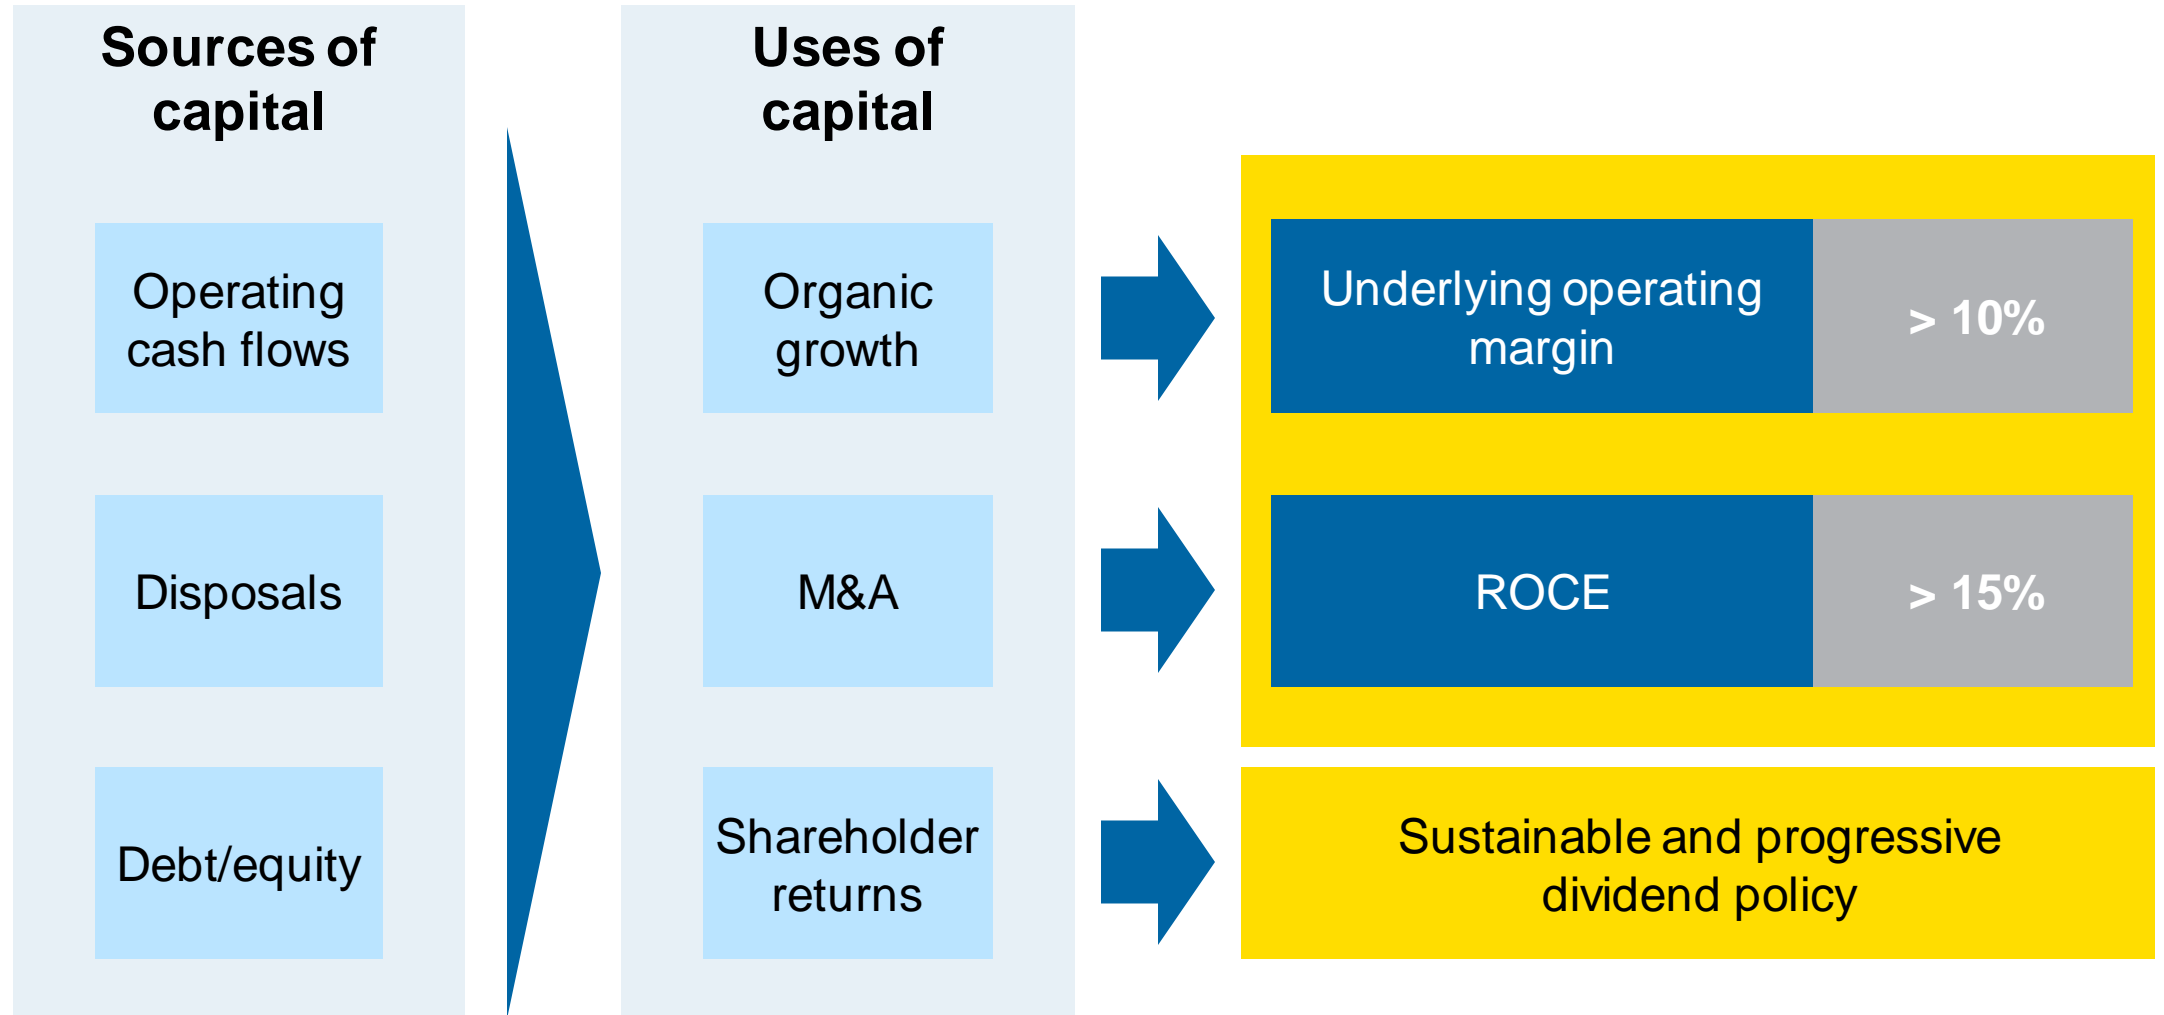 Sources of
capital
Operating
cash flows
Disposals
Debt/equity
Uses of
capital
Organic
growth
M&A
Shareholder
returns
Underlying operating
margin
> 10%
ROCE
> 15%
Sustainable and progressive
dividend policy